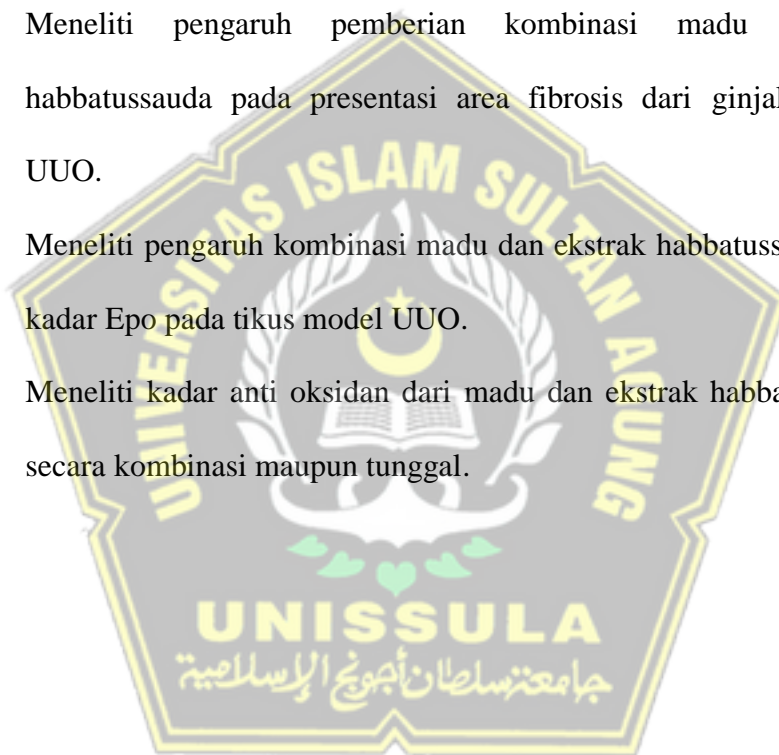 Meneliti pengaruh pemberian kombinasi madu
habbatussauda pada presentasi area fibrosis dari ginjal
UUO.
Meneliti pengaruh kombinasi madu dan ekstrak habbatuss
kadar Epo pada tikus model UUO.
Meneliti kadar anti oksidan dari madu dan ekstrak habba
secara kombinasi maupun tunggal.
UNIVERSITAS ISLAM SULTAN AGUNG
UNISSULA
جامعة سلطان أجونج الإسلامية